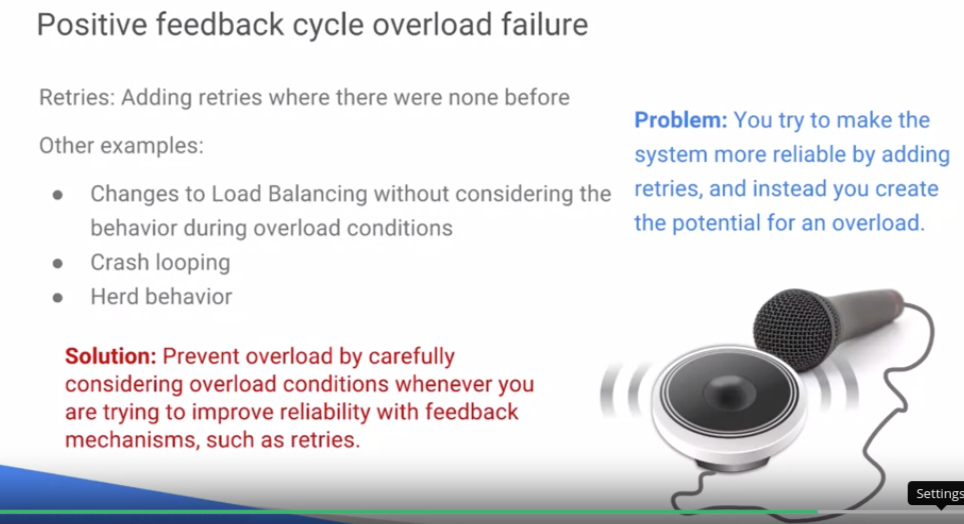 Positive feedback cycle overload failure
Retries: Adding retries where there were none before
Other examples:
● Changes to Load Balancing without considering the
behavior during overload conditions
● Crash looping
● Herd behavior
Problem: You try to make the
system more reliable by adding
retries, and instead you create
the potential for an overload.
Solution: Prevent overload by carefully
considering overload conditions whenever you
are trying to improve reliability with feedback
mechanisms, such as retries.
Settings